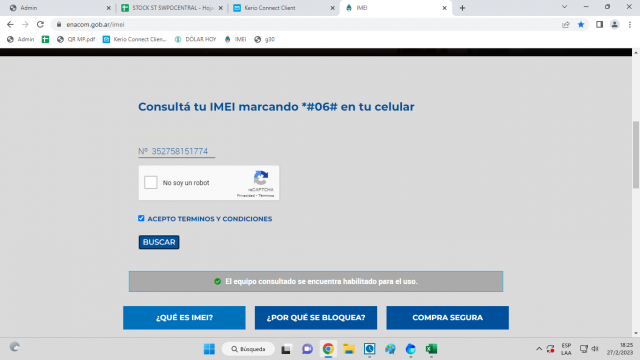 Admin
STOCK ST SWPCENTRAL - Hoja
Kerio Connect Client
IMEI
enacom.gob.ar/imei
Admin
QR MP.pdf
Kerio Connect Clien...
DOLAR HOY
IMEI
g30
Consultá tu IMEI marcando *#06# en tu celular
Nº 352758151774
No soy un robot
reCAPTCHA
Privacidad - Términos
ACEPTO TERMINOS Y CONDICIONES
BUSCAR
El equipo consultado se encuentra habilitado para el uso.
¿QUÉ ES IMEI?
¿POR QUÉ SE BLOQUEA?
COMPRA SEGURA
Búsqueda
ESP
LAA
18:25
27/2/2023